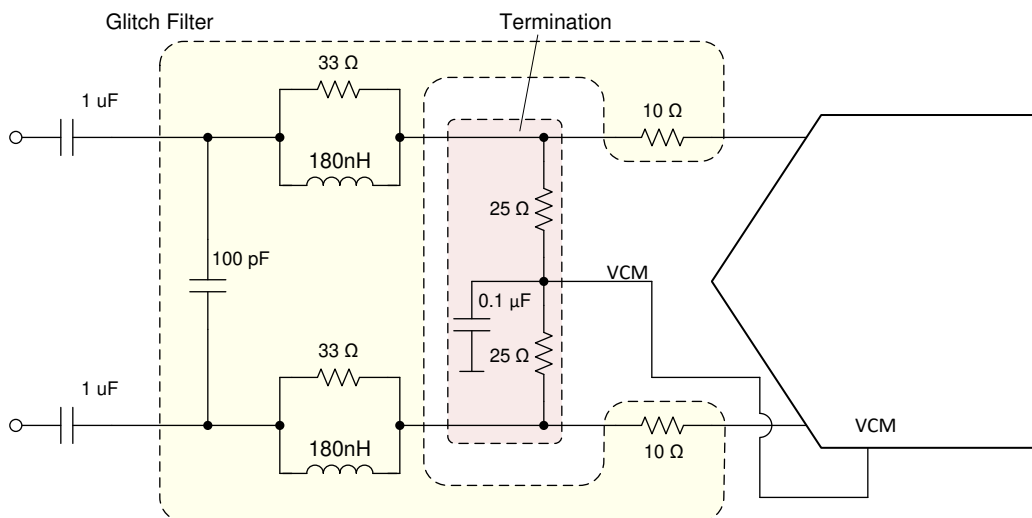 Glitch Filter
Termination
33 Ω
1 uF
10 Ω
180nH
25 Ω
100 pF
VCM
0.1 µF
33 Ω
25 Ω
1 uF
VCM
180nH
10 Ω